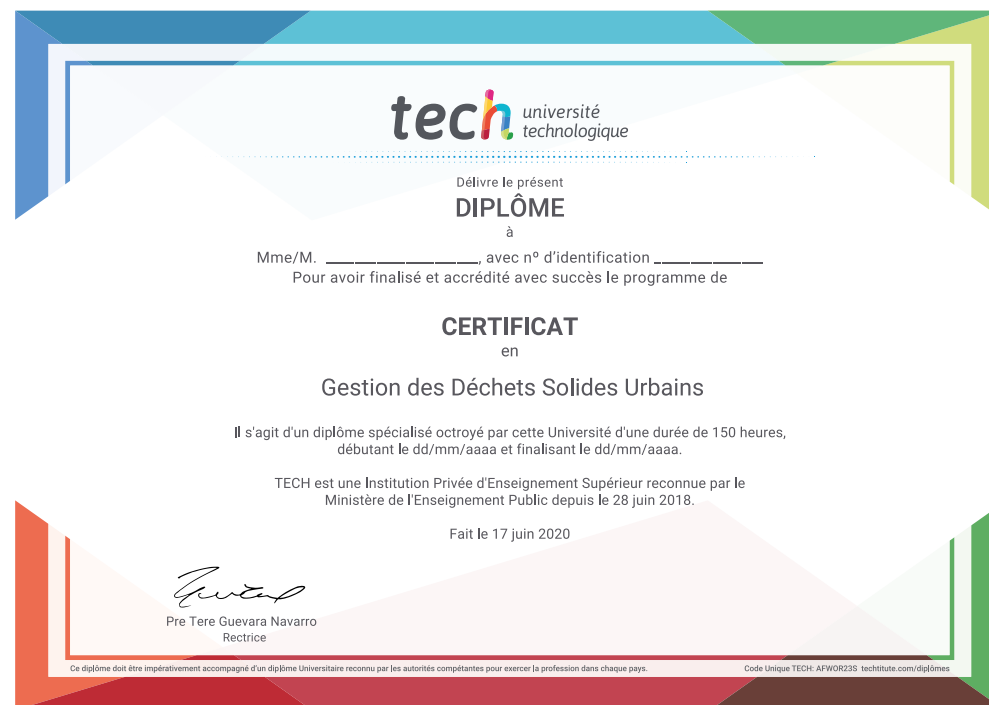 tech université
technologique
Délivre le présent
DIPLÔME
à
Mme/M. ____________________, avec nº d'identification ______________
Pour avoir finalisé et accrédité avec succès le programme de
CERTIFICAT
en
Gestion des Déchets Solides Urbains
Il s'agit d'un diplôme spécialisé octroyé par cette Université d'une durée de 150 heures,
débutant le dd/mm/aaaa et finalisant le dd/mm/aaaa.
TECH est une Institution Privée d'Enseignement Supérieur reconnue par le
Ministère de l'Enseignement Public depuis le 28 juin 2018.
Fait le 17 juin 2020
Pre Tere Guevara Navarro
Rectrice
Ce diplôme doit être impérativement accompagné d'un diplôme Universitaire reconnu par les autorités compétantes pour exercer la profession dans chaque pays.
Code Unique TECH: AFWOR23S techtitute.com/diplômes